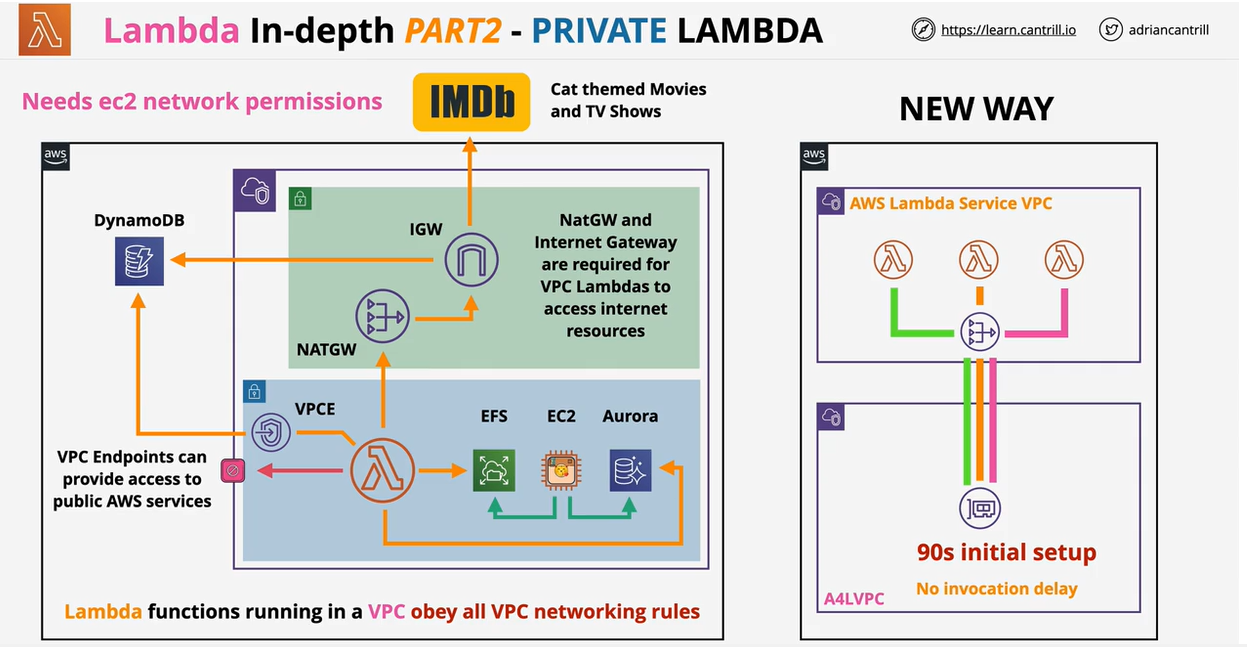 Lambda In-depth PART2 - PRIVATE LAMBDA
https://learn.cantrill.io
adriancantrill
Needs ec2 network permissions
IMDb
Cat themed Movies
and TV Shows
NEW WAY
aws
DynamoDB
IGW
NatGW and
Internet Gateway
are required for
VPC Lambdas to
access internet
resources
NATGW
VPCE
EFS
EC2
Aurora
VPC Endpoints can
provide access to
public AWS services
Lambda functions running in a VPC obey all VPC networking rules
aws
AWS Lambda Service VPC
90s initial setup
No invocation delay
A4LVPC